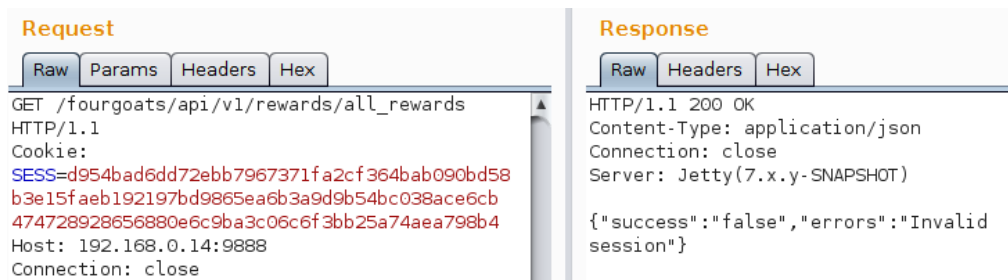 Request
Raw Params Headers Hex
GET /fourgoats/api/v1/rewards/all_rewards
HTTP/1.1
Cookie:
SESS=d954bad6dd72ebb7967371fa2cf364bab090bd58
b3e15faeb192197bd9865ea6b3a9d9b54bc038ace6cb
474728928656880e6c9ba3c06c6f3bb25a74aea798b4
Host: 192.168.0.14:9888
Connection: close
Response
Raw Headers Hex
HTTP/1.1 200 OK
Content-Type: application/json
Connection: close
Server: Jetty(7.x.y-SNAPSHOT)
{"success":"false","errors":"Invalid
session"}